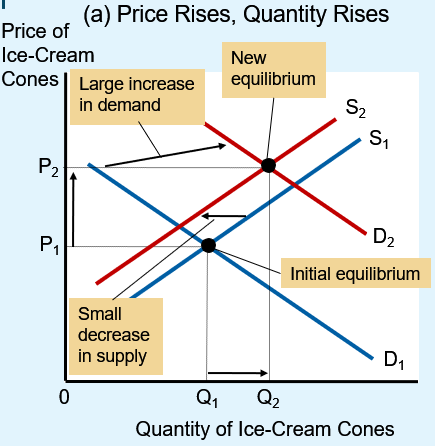 (a) Price Rises, Quantity Rises
Price of
Ice-Cream
Cones
Large increase
in demand
New
equilibrium
S2
S1
P2
P1
D2
Initial equilibrium
Small
decrease
in supply
D1
0
Q1
Q2
Quantity of Ice-Cream Cones